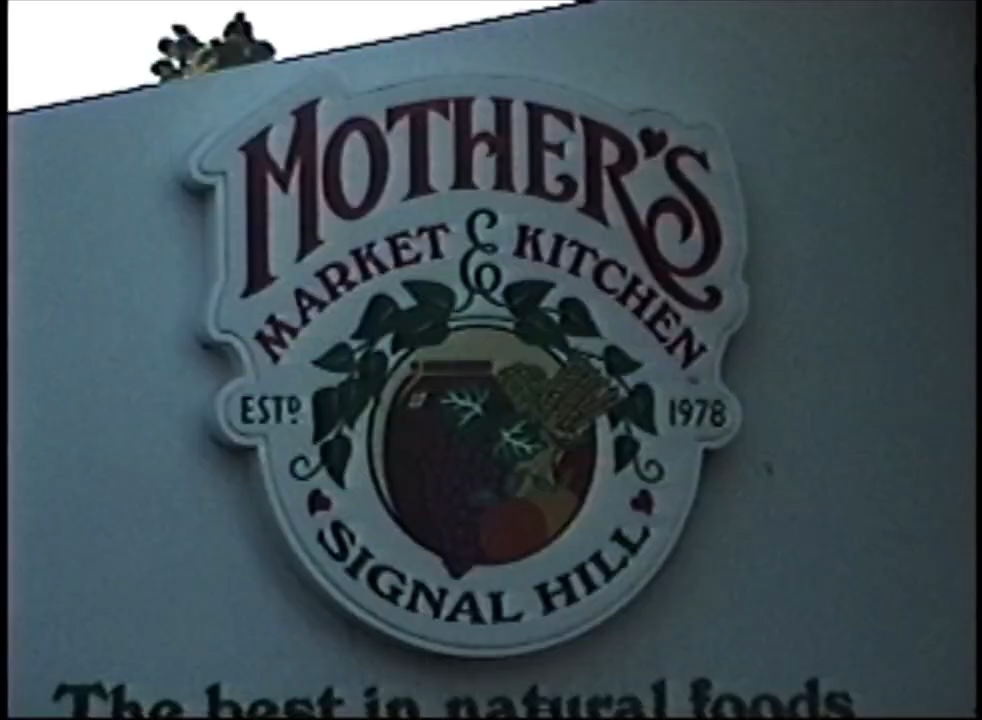 MOTHER'S
MARKET & KITCHEN
ESTD 1978
SIGNAL HILL
The best in natural foods